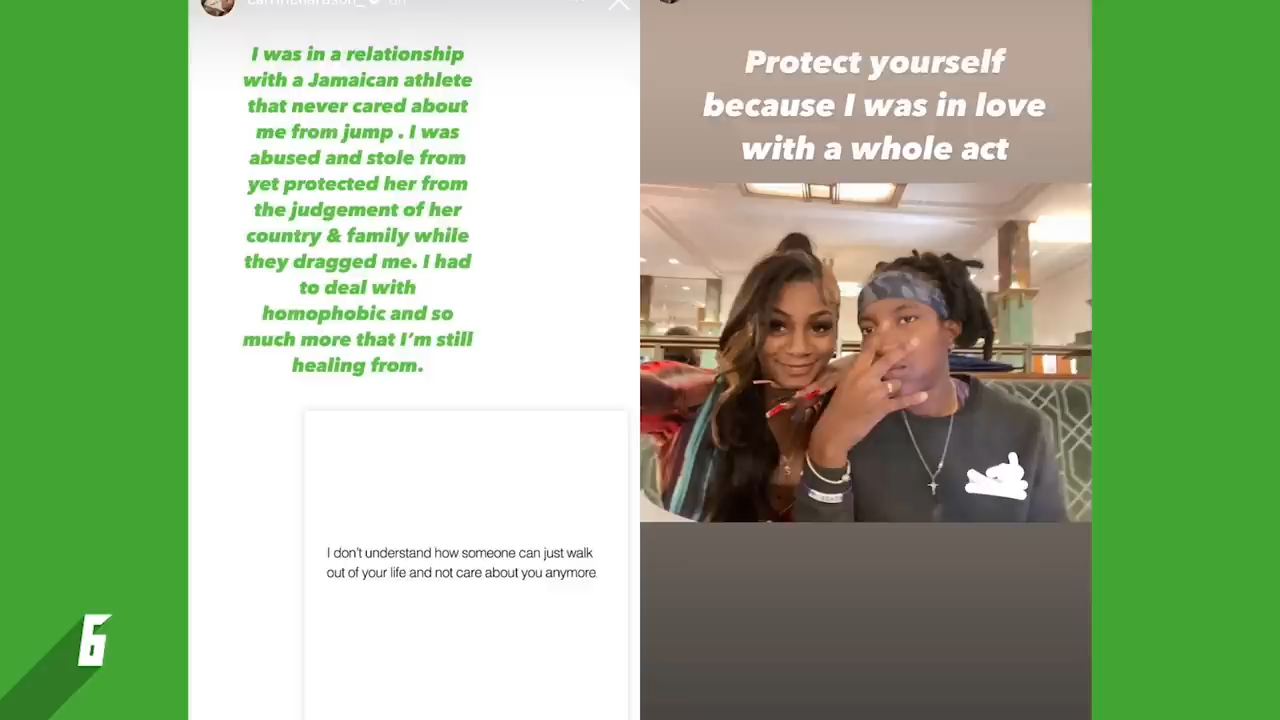 I was in a relationship
with a Jamaican athlete
that never cared about
me from jump . I was
abused and stole from
yet protected her from
the judgement of her
country & family while
they dragged me. I had
to deal with
homophobic and so
much more that I'm still
healing from.
I don't understand how someone can just walk
out of your life and not care about you anymore
Protect yourself
because I was in love
with a whole act
6